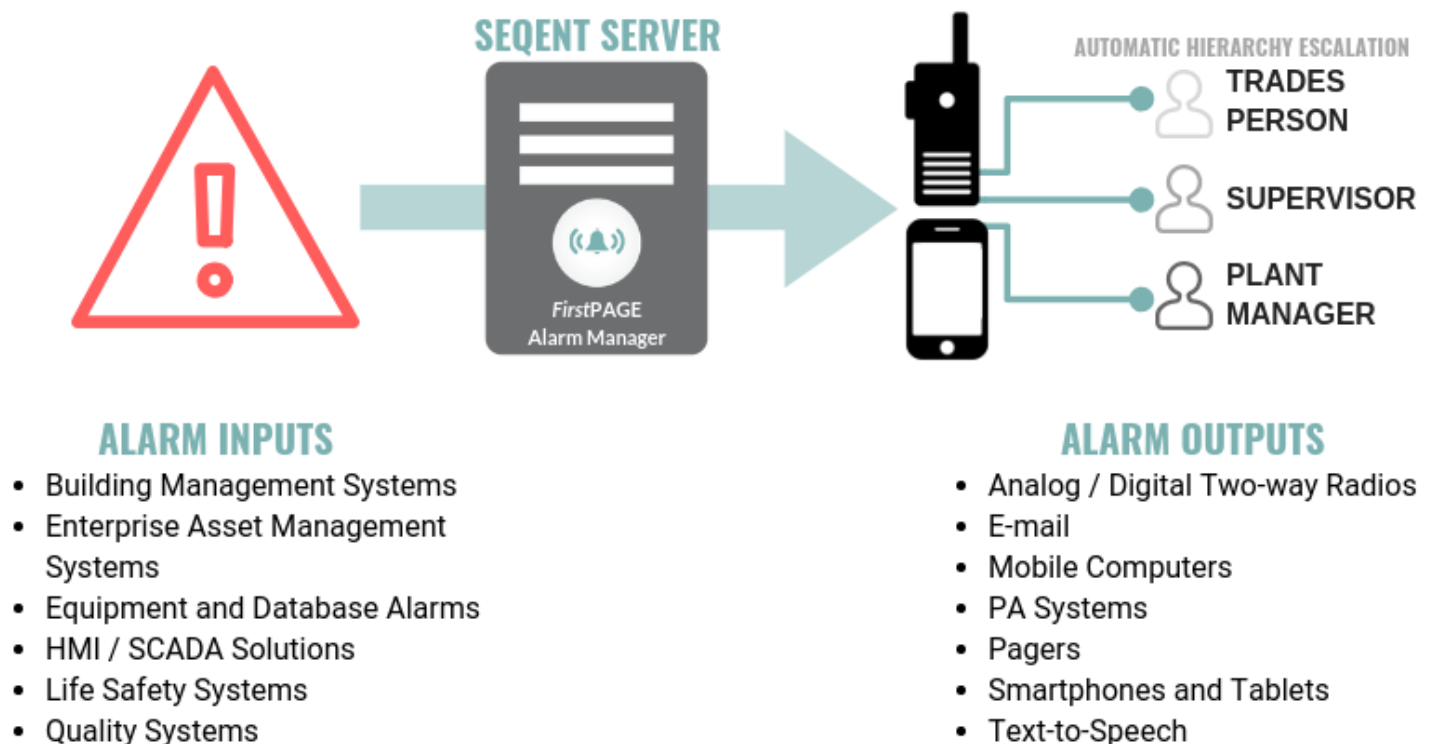 SEQENT SERVER
FirstPAGE
Alarm Manager
AUTOMATIC HIERARCHY ESCALATION
TRADES
PERSON
SUPERVISOR
PLANT
MANAGER
ALARM INPUTS
• Building Management Systems
• Enterprise Asset Management
Systems
• Equipment and Database Alarms
• HMI / SCADA Solutions
• Life Safety Systems
• Quality Systems
ALARM OUTPUTS
• Analog / Digital Two-way Radios
• E-mail
• Mobile Computers
• PA Systems
• Pagers
• Smartphones and Tablets
• Text-to-Speech